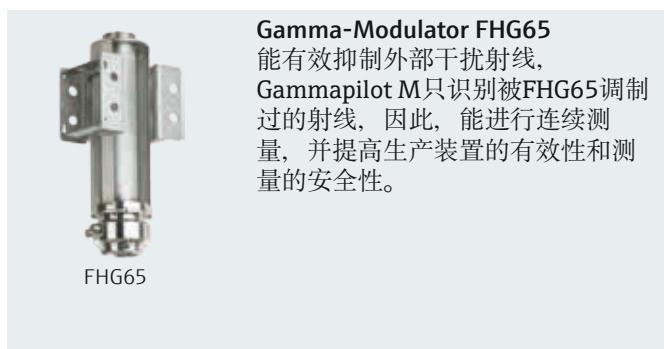 Gamma-Modulator FHG65
能有效抑制外部干扰射线，
Gammapilot M只识别被FHG65调制
过的射线，因此，能进行连续测
量，并提高生产装置的有效性和测
量的安全性。
FHG65